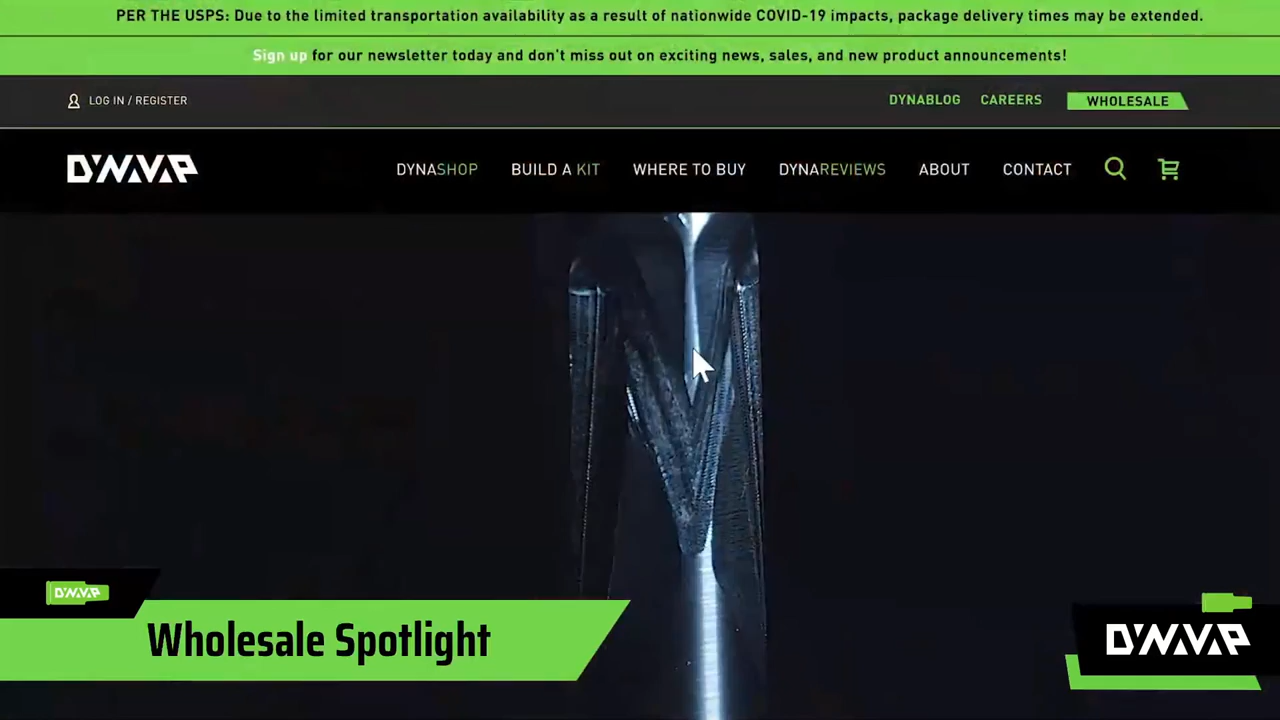 PER THE USPS: Due to the limited transportation availability as a result of nationwide COVID-19 impacts, package delivery times may be extended.
Sign up for our newsletter today and don't miss out on exciting news, sales, and new product announcements!
LOG IN / REGISTER
DYNABLOG
CAREERS
WHOLESALE
DYNAVAP
DYNASHOP
BUILD A KIT
WHERE TO BUY
DYNAREVIEWS
ABOUT
CONTACT
DYNAVAP
Wholesale Spotlight
DYNAVAP